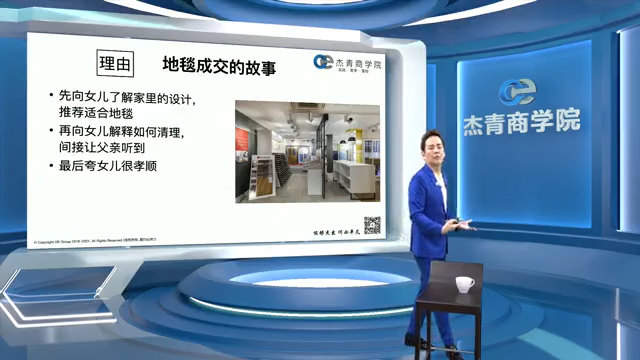 理由
地毯成交的故事
杰青商学院
• 先向女儿了解家里的设计，
推荐适合地毯
• 再向女儿解释如何清理，
间接让父亲听到
• 最后夸女儿很孝顺
杰青商学院